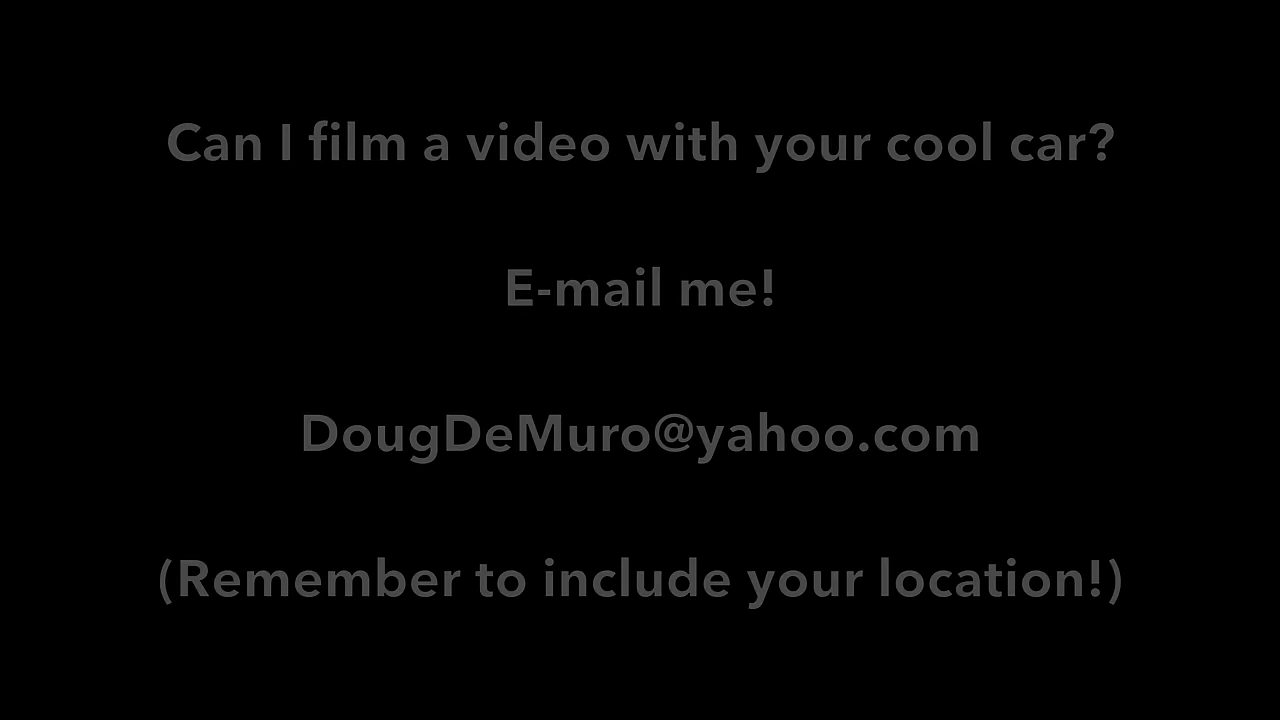 Can I film a video with your cool car?
E-mail me!
DougDeMuro@yahoo.com
(Remember to include your location!)